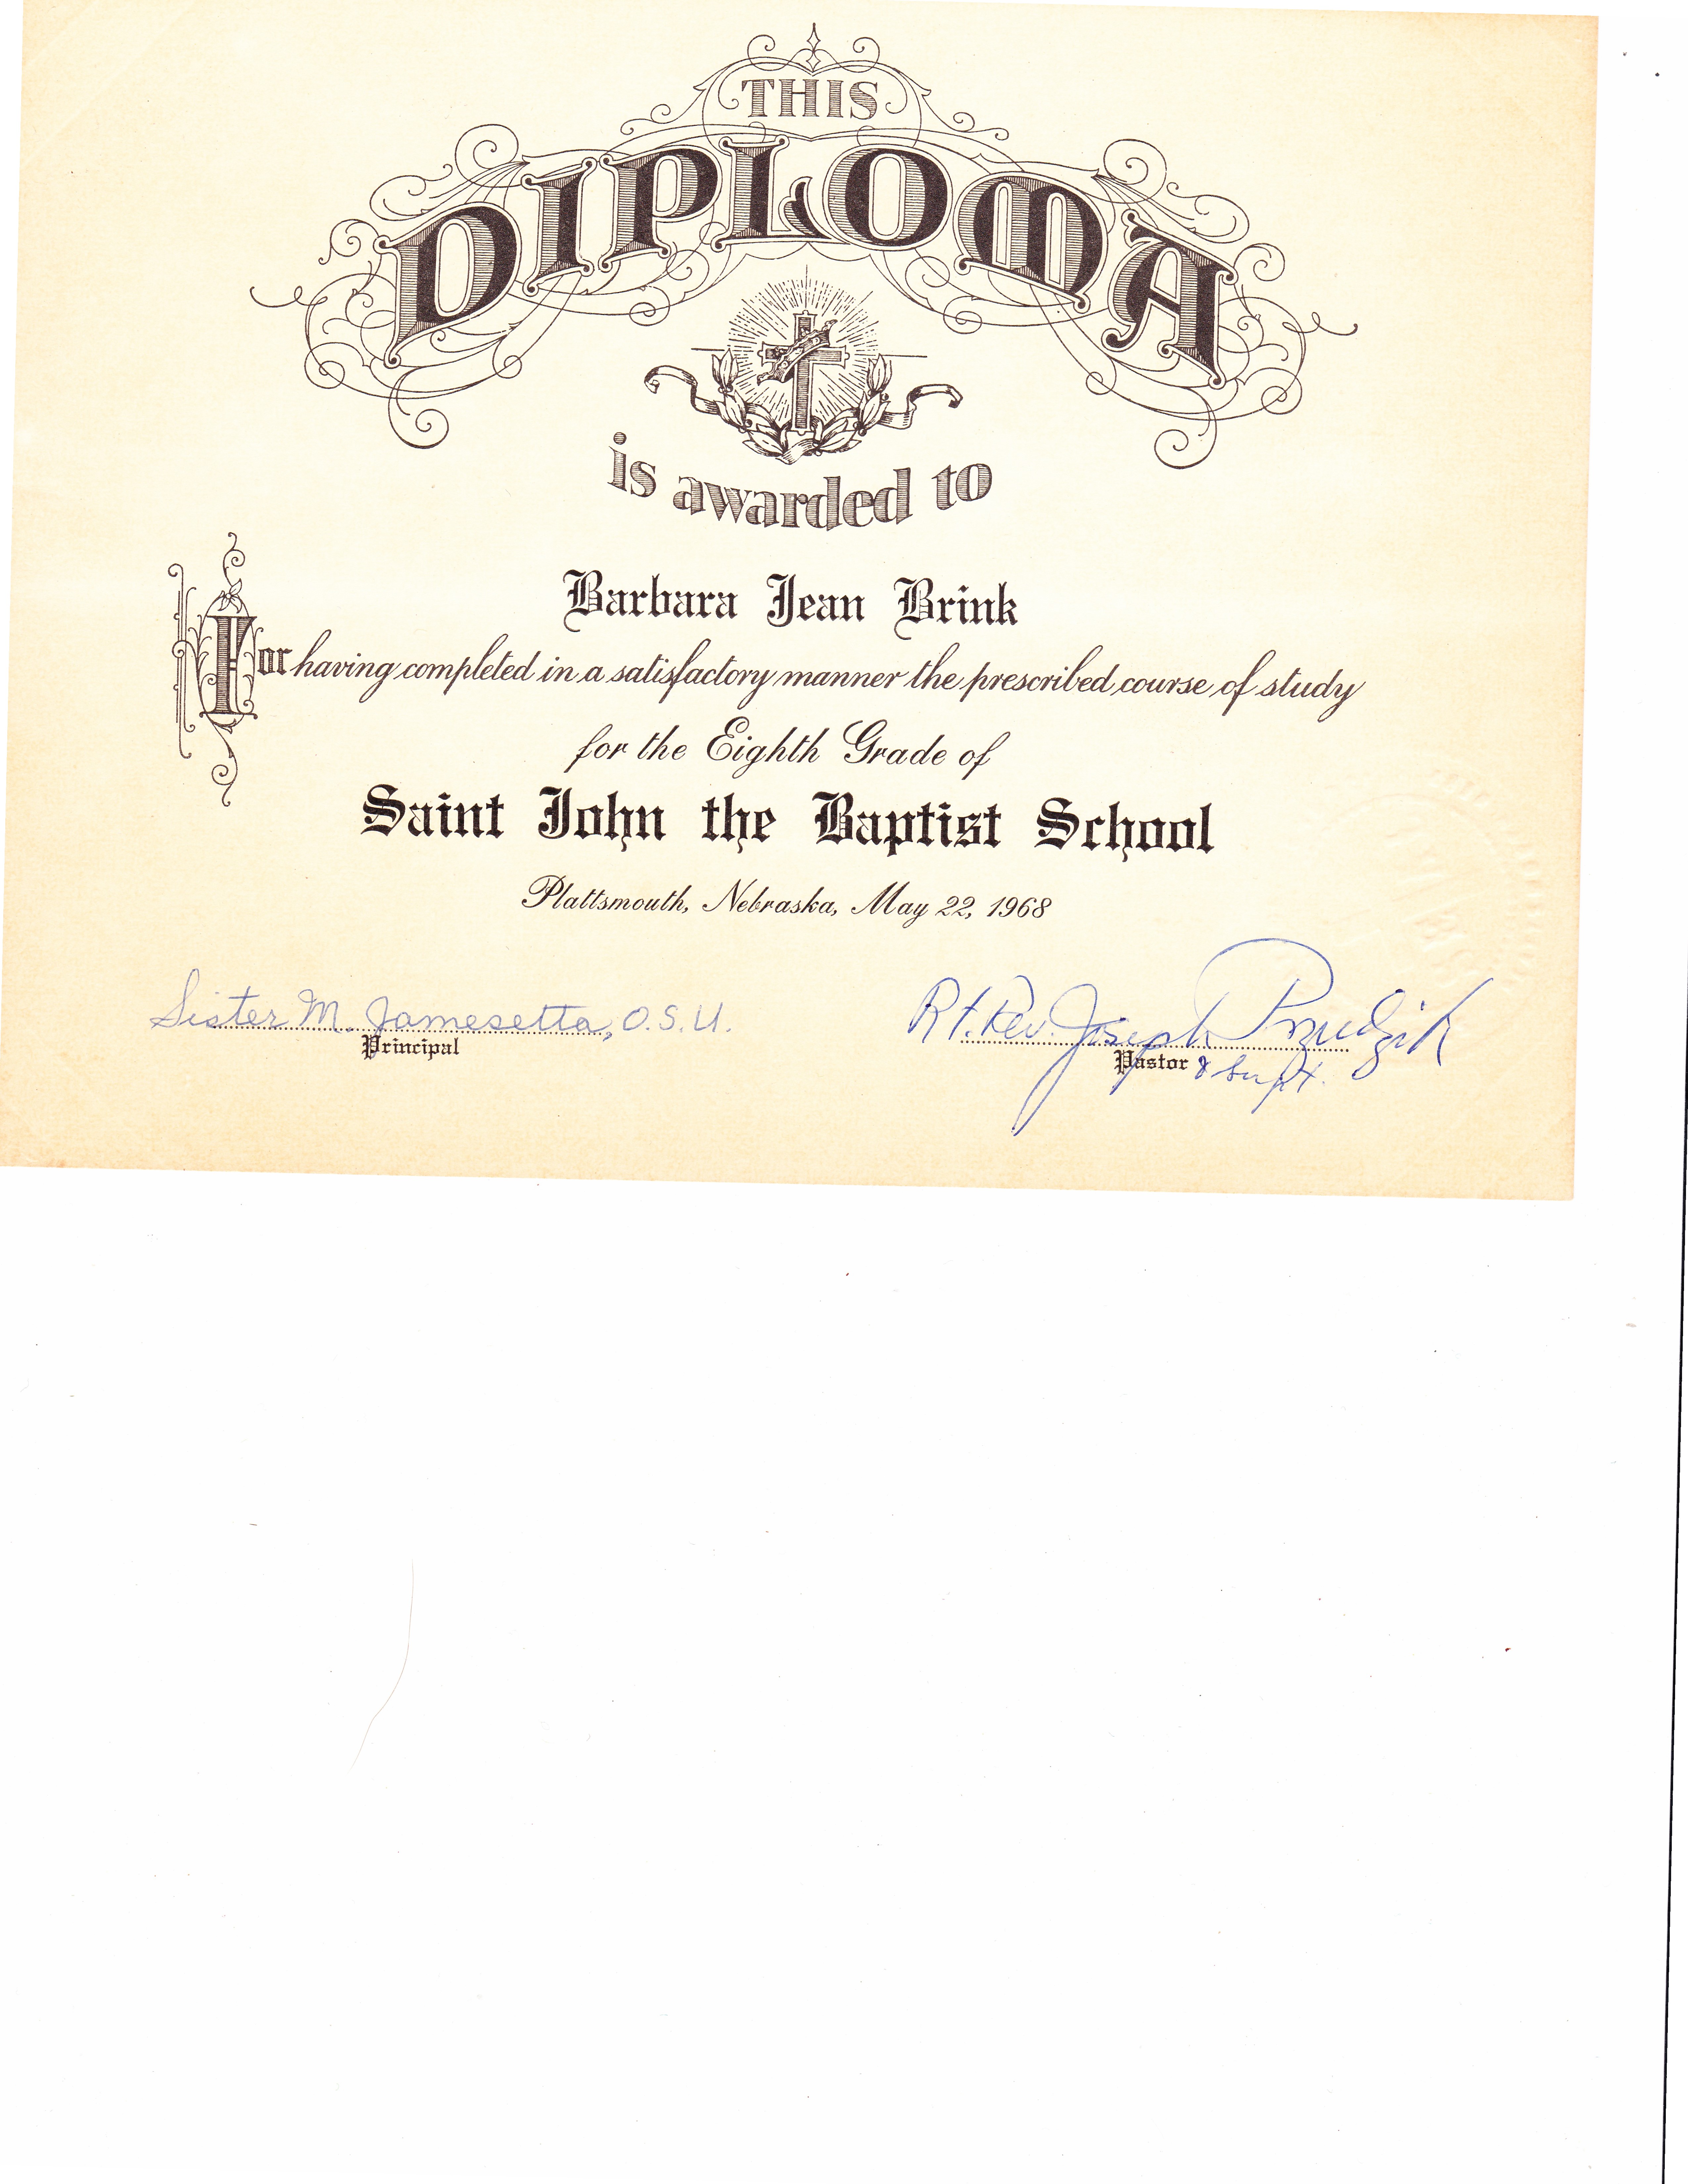 THIS
DIPLOMA
is awarded to
Barbara Jean Brink
For having completed in a satisfactory manner the prescribed course of study
for the Eighth Grade of
Saint John the Baptist School
Plattsmouth, Nebraska, May 22, 1968
Sister M. Jamesetta, O.S.U.
Principal
Rt. Rev. Joseph Przudzik
Pastor & Supt.